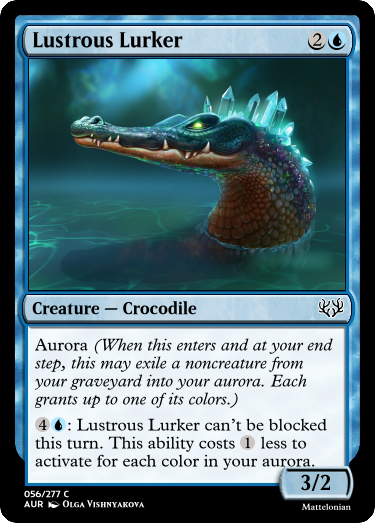 Lustrous Lurker 2
Creature — Crocodile
Aurora (When this enters and at your end
step, this may exile a noncreature from
your graveyard into your aurora. Each
grants up to one of its colors.)
4: Lustrous Lurker can't be blocked
this turn. This ability costs 1 less to
activate for each color in your aurora.
3/2
056/277 C
AUR Olga Vishnyakova
Mattelonian